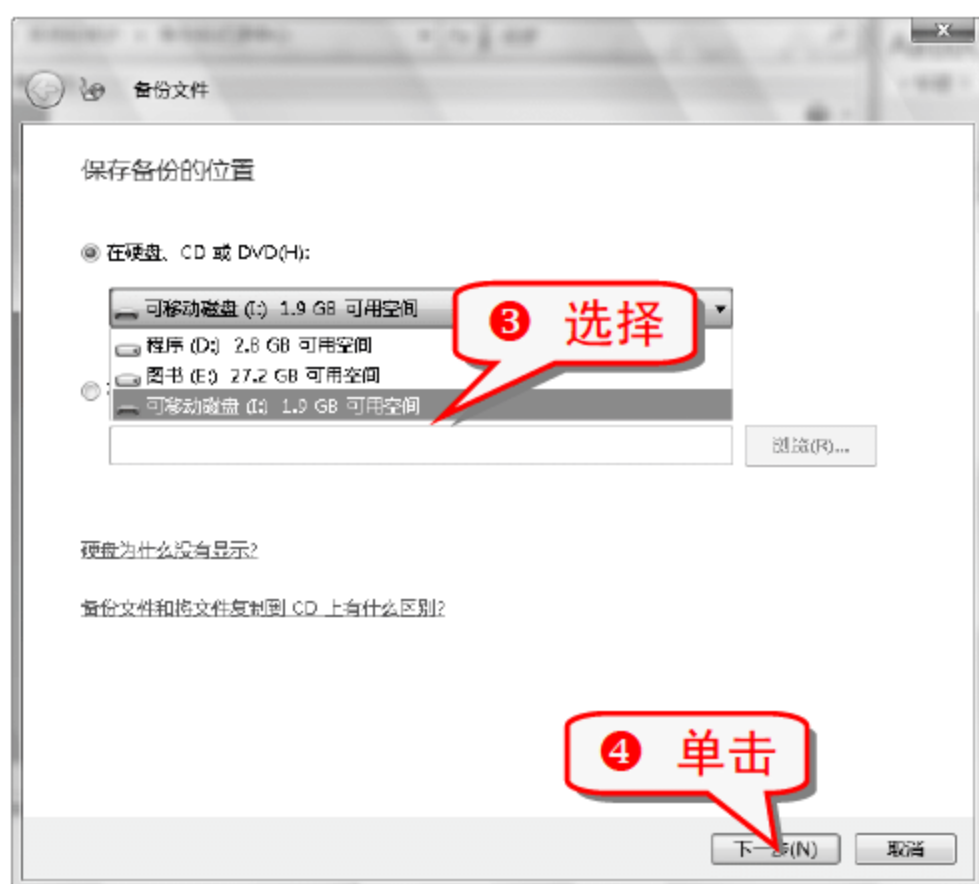 备份文件
保存备份的位置
在硬盘、CD 或 DVD(H):
可移动磁盘 (I:) 1.9 GB 可用空间
❸ 选择
程序 (D:) 2.8 GB 可用空间
图书 (E:) 27.2 GB 可用空间
可移动磁盘 (I:) 1.9 GB 可用空间
浏览(R)...
硬盘为什么没有显示?
备份文件和将文件复制到 CD 上有什么区别?
❹ 单击
下一步(N)
取消